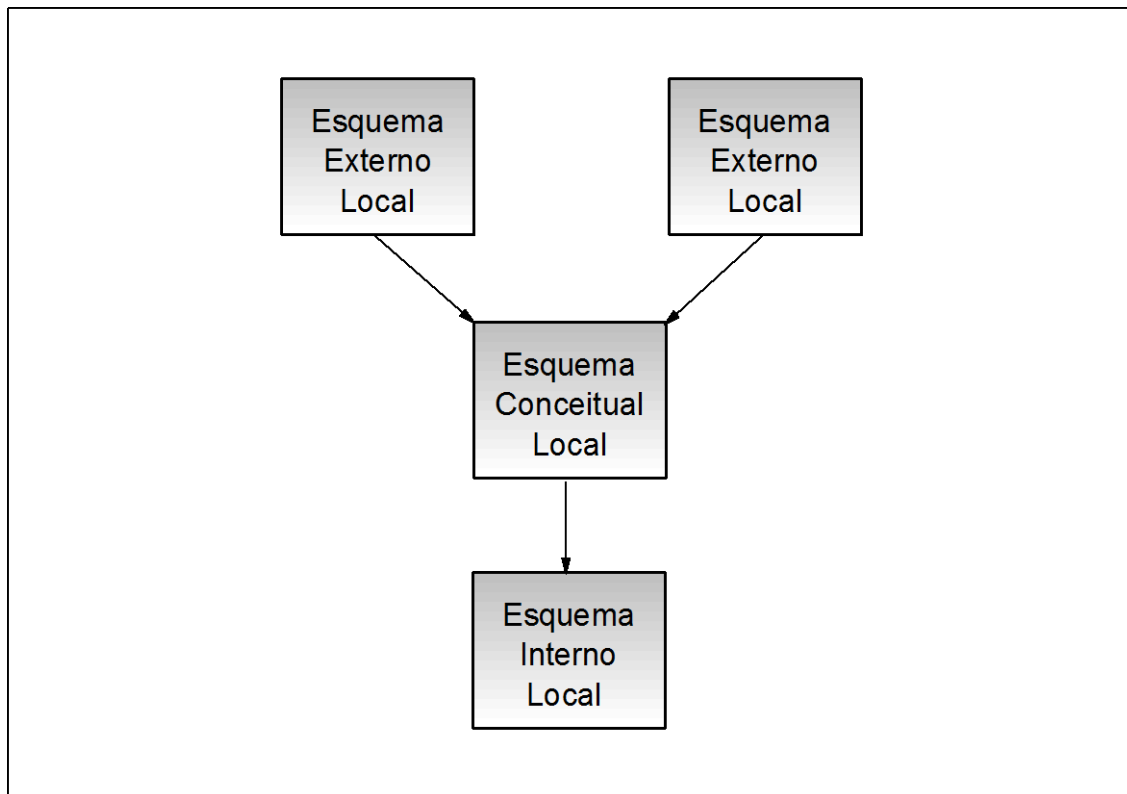 Esquema
Externo
Local
Esquema
Externo
Local
Esquema
Conceitual
Local
Esquema
Interno
Local